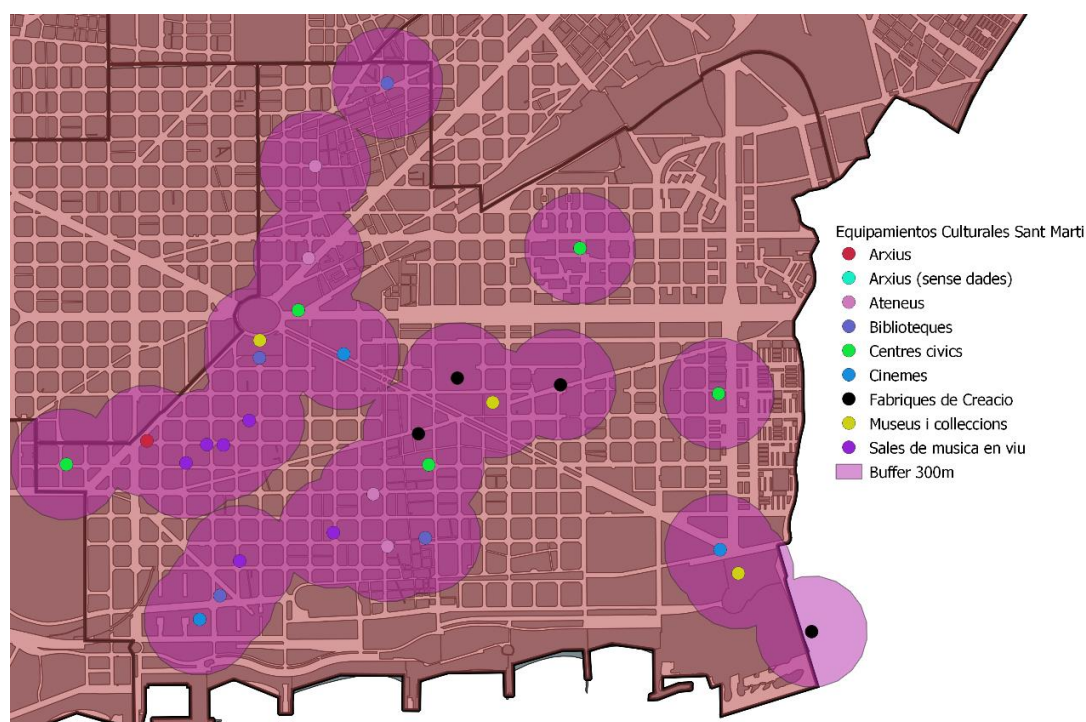 Equipamientos Culturales Sant Marti
Arxius
Arxius (sense dades)
Ateneus
Biblioteques
Centres civics
Cinemes
Fabriques de Creacio
Museus i colleccions
Sales de musica en viu
Buffer 300m